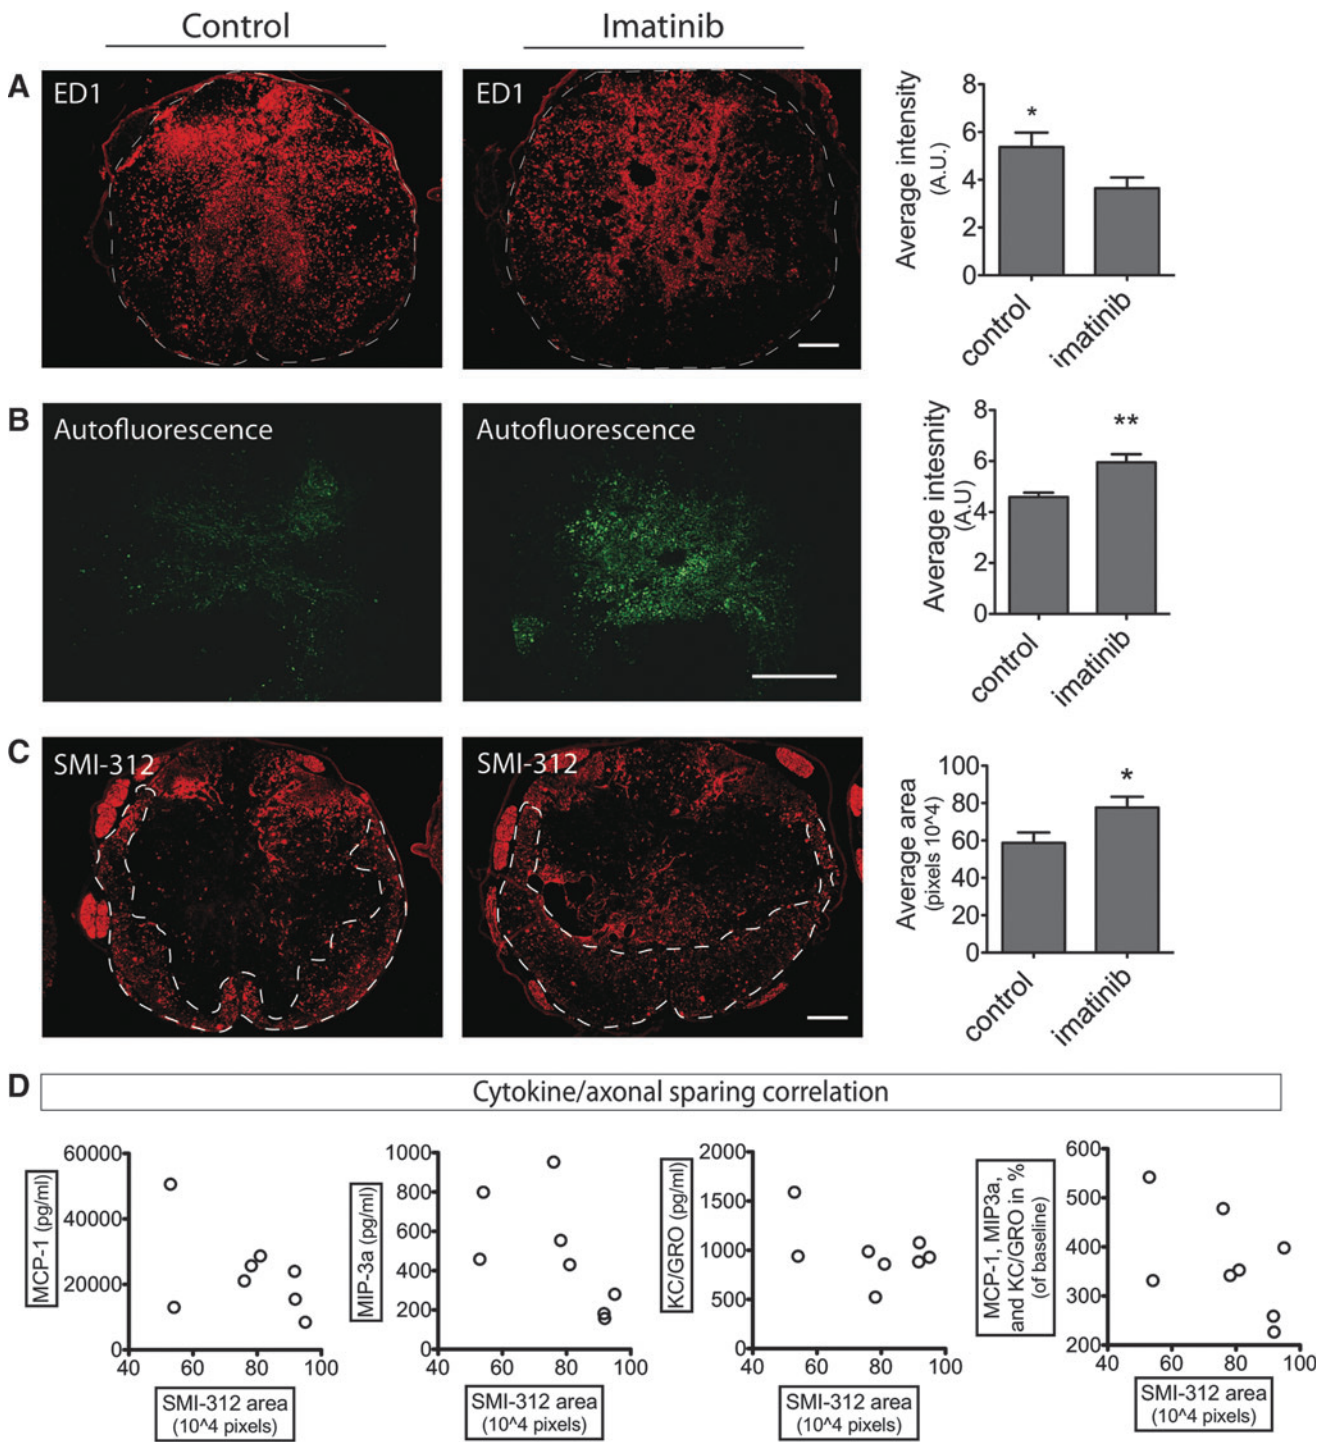 Control
Imatinib
A
ED1
ED1
Average intensity
(A.U.)
8
6
4
2
0
*
control
imatinib
B
Autofluorescence
Autofluorescence
Average intesnity
(A.U)
8
6
4
2
0
**
control
imatinib
C
SMI-312
SMI-312
Average area
(pixels 10^4)
100
80
60
40
20
0
*
control
imatinib
D
Cytokine/axonal sparing correlation
MCP-1 (pg/ml)
60000
40000
20000
0
40 60 80 100
SMI-312 area
(10^4 pixels)
MIP-3a (pg/ml)
1000
800
600
400
200
0
40 60 80 100
SMI-312 area
(10^4 pixels)
KC/GRO (pg/ml)
2000
1500
1000
500
0
40 60 80 100
SMI-312 area
(10^4 pixels)
MCP-1, MIP3a,
and KC/GRO in %
(of baseline)
600
500
400
300
200
40 60 80 100
SMI-312 area
(10^4 pixels)